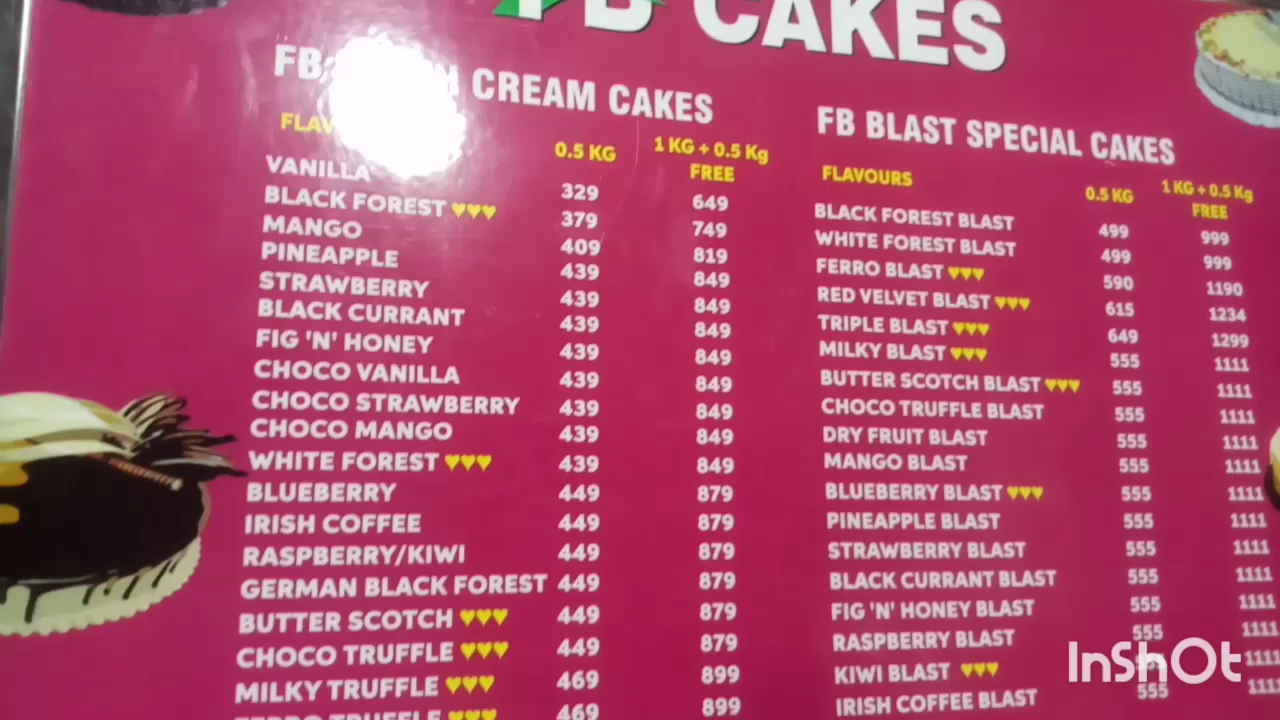 FB CAKES
FB CREAM CAKES
FLAV 0.5 KG 1 KG + 0.5 Kg FREE
VANILLA 329 649
BLACK FOREST ♥♥♥ 379 749
MANGO 409 819
PINEAPPLE 439 849
STRAWBERRY 439 849
BLACK CURRANT 439 849
FIG 'N' HONEY 439 849
CHOCO VANILLA 439 849
CHOCO STRAWBERRY 439 849
CHOCO MANGO 439 849
WHITE FOREST ♥♥♥ 439 849
BLUEBERRY 449 879
IRISH COFFEE 449 879
RASPBERRY/KIWI 449 879
GERMAN BLACK FOREST 449 879
BUTTER SCOTCH ♥♥♥ 449 879
CHOCO TRUFFLE ♥♥♥ 449 879
MILKY TRUFFLE ♥♥♥ 469 899
FERRO TRUFFLE ♥♥♥ 469 899
FB BLAST SPECIAL CAKES
FLAVOURS 0.5 KG 1 KG + 0.5 Kg FREE
BLACK FOREST BLAST 499 999
WHITE FOREST BLAST 499 999
FERRO BLAST ♥♥♥ 590 1190
RED VELVET BLAST ♥♥♥ 615 1234
TRIPLE BLAST ♥♥♥ 649 1299
MILKY BLAST ♥♥♥ 555 1111
BUTTER SCOTCH BLAST ♥♥♥ 555 1111
CHOCO TRUFFLE BLAST 555 1111
DRY FRUIT BLAST 555 1111
MANGO BLAST 555 1111
BLUEBERRY BLAST ♥♥♥ 555 1111
PINEAPPLE BLAST 555 1111
STRAWBERRY BLAST 555 1111
BLACK CURRANT BLAST 555 1111
FIG 'N' HONEY BLAST 555 1111
RASPBERRY BLAST 555 1111
KIWI BLAST ♥♥♥ 1111
IRISH COFFEE BLAST 555 1111
InShOt